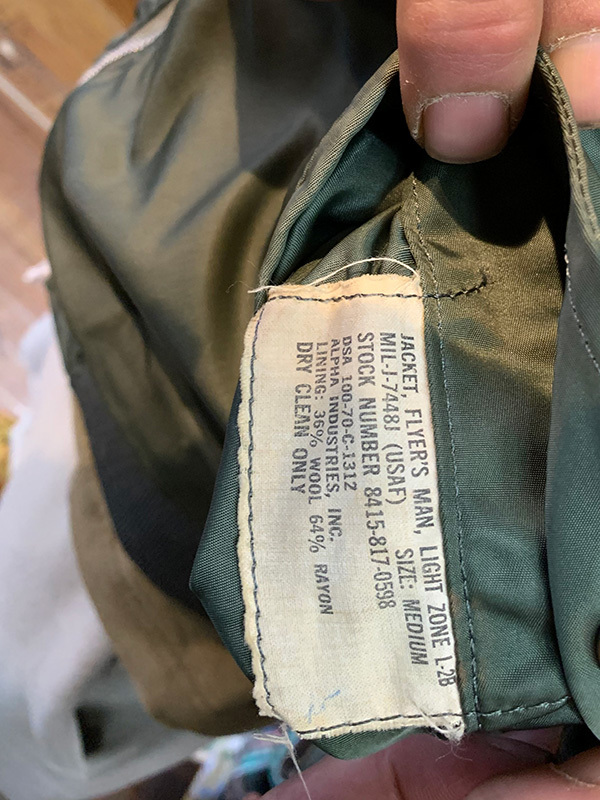 JACKET, FLYER'S MAN, LIGHT ZONE L-2B
MIL-J-7448J (USAF) SIZE: MEDIUM
STOCK NUMBER 8415-817-0598
DSA 100-70-C-1312
ALPHA INDUSTRIES, INC.
LINING: 36% WOOL 64% RAYON
DRY CLEAN ONLY